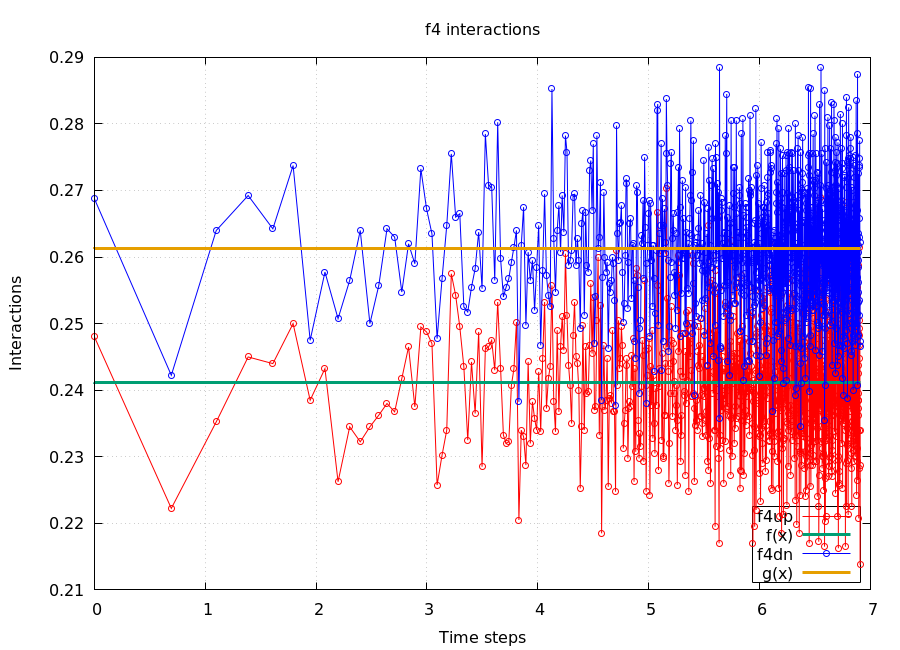 f4 interactions
0.29
0.28
0.27
0.26
0.25
0.24
0.23
0.22
0.21
Interactions
0 1 2 3 4 5 6 7
Time steps
f4up
f(x)
f4dn
g(x)